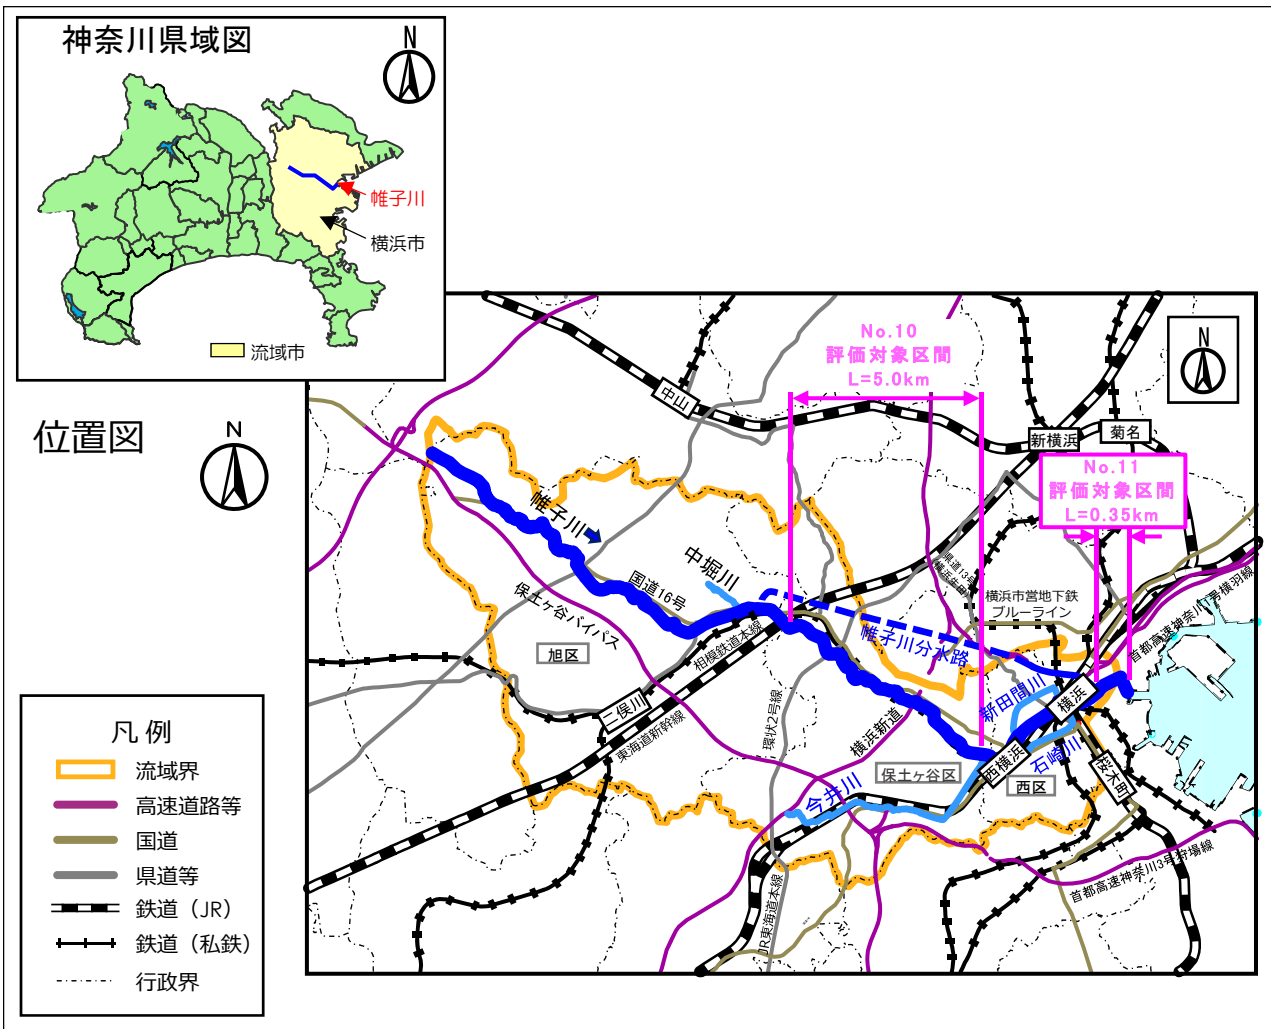 神奈川県域図
N
帷子川
横浜市
流域市
位置図
N
N
No.10
評価対象区間
L=5.0km
No.11
評価対象区間
L=0.35km
中山
新横浜
菊名
帷子川
中堀川
国道16号
保土ヶ谷バイパス
旭区
相模鉄道本線
二俣川
東海道新幹線
環状2号線
横浜新道
帷子川分水路
県道13号
横浜市営地下鉄
ブルーライン
首都高速神奈川1号横羽線
新田間川
横浜
西横浜
石崎川
桜木町
保土ヶ谷区
西区
今井川
JR東海道本線
首都高速神奈川3号狩場線
凡例
流域界
高速道路等
国道
県道等
鉄道（JR）
鉄道（私鉄）
行政界